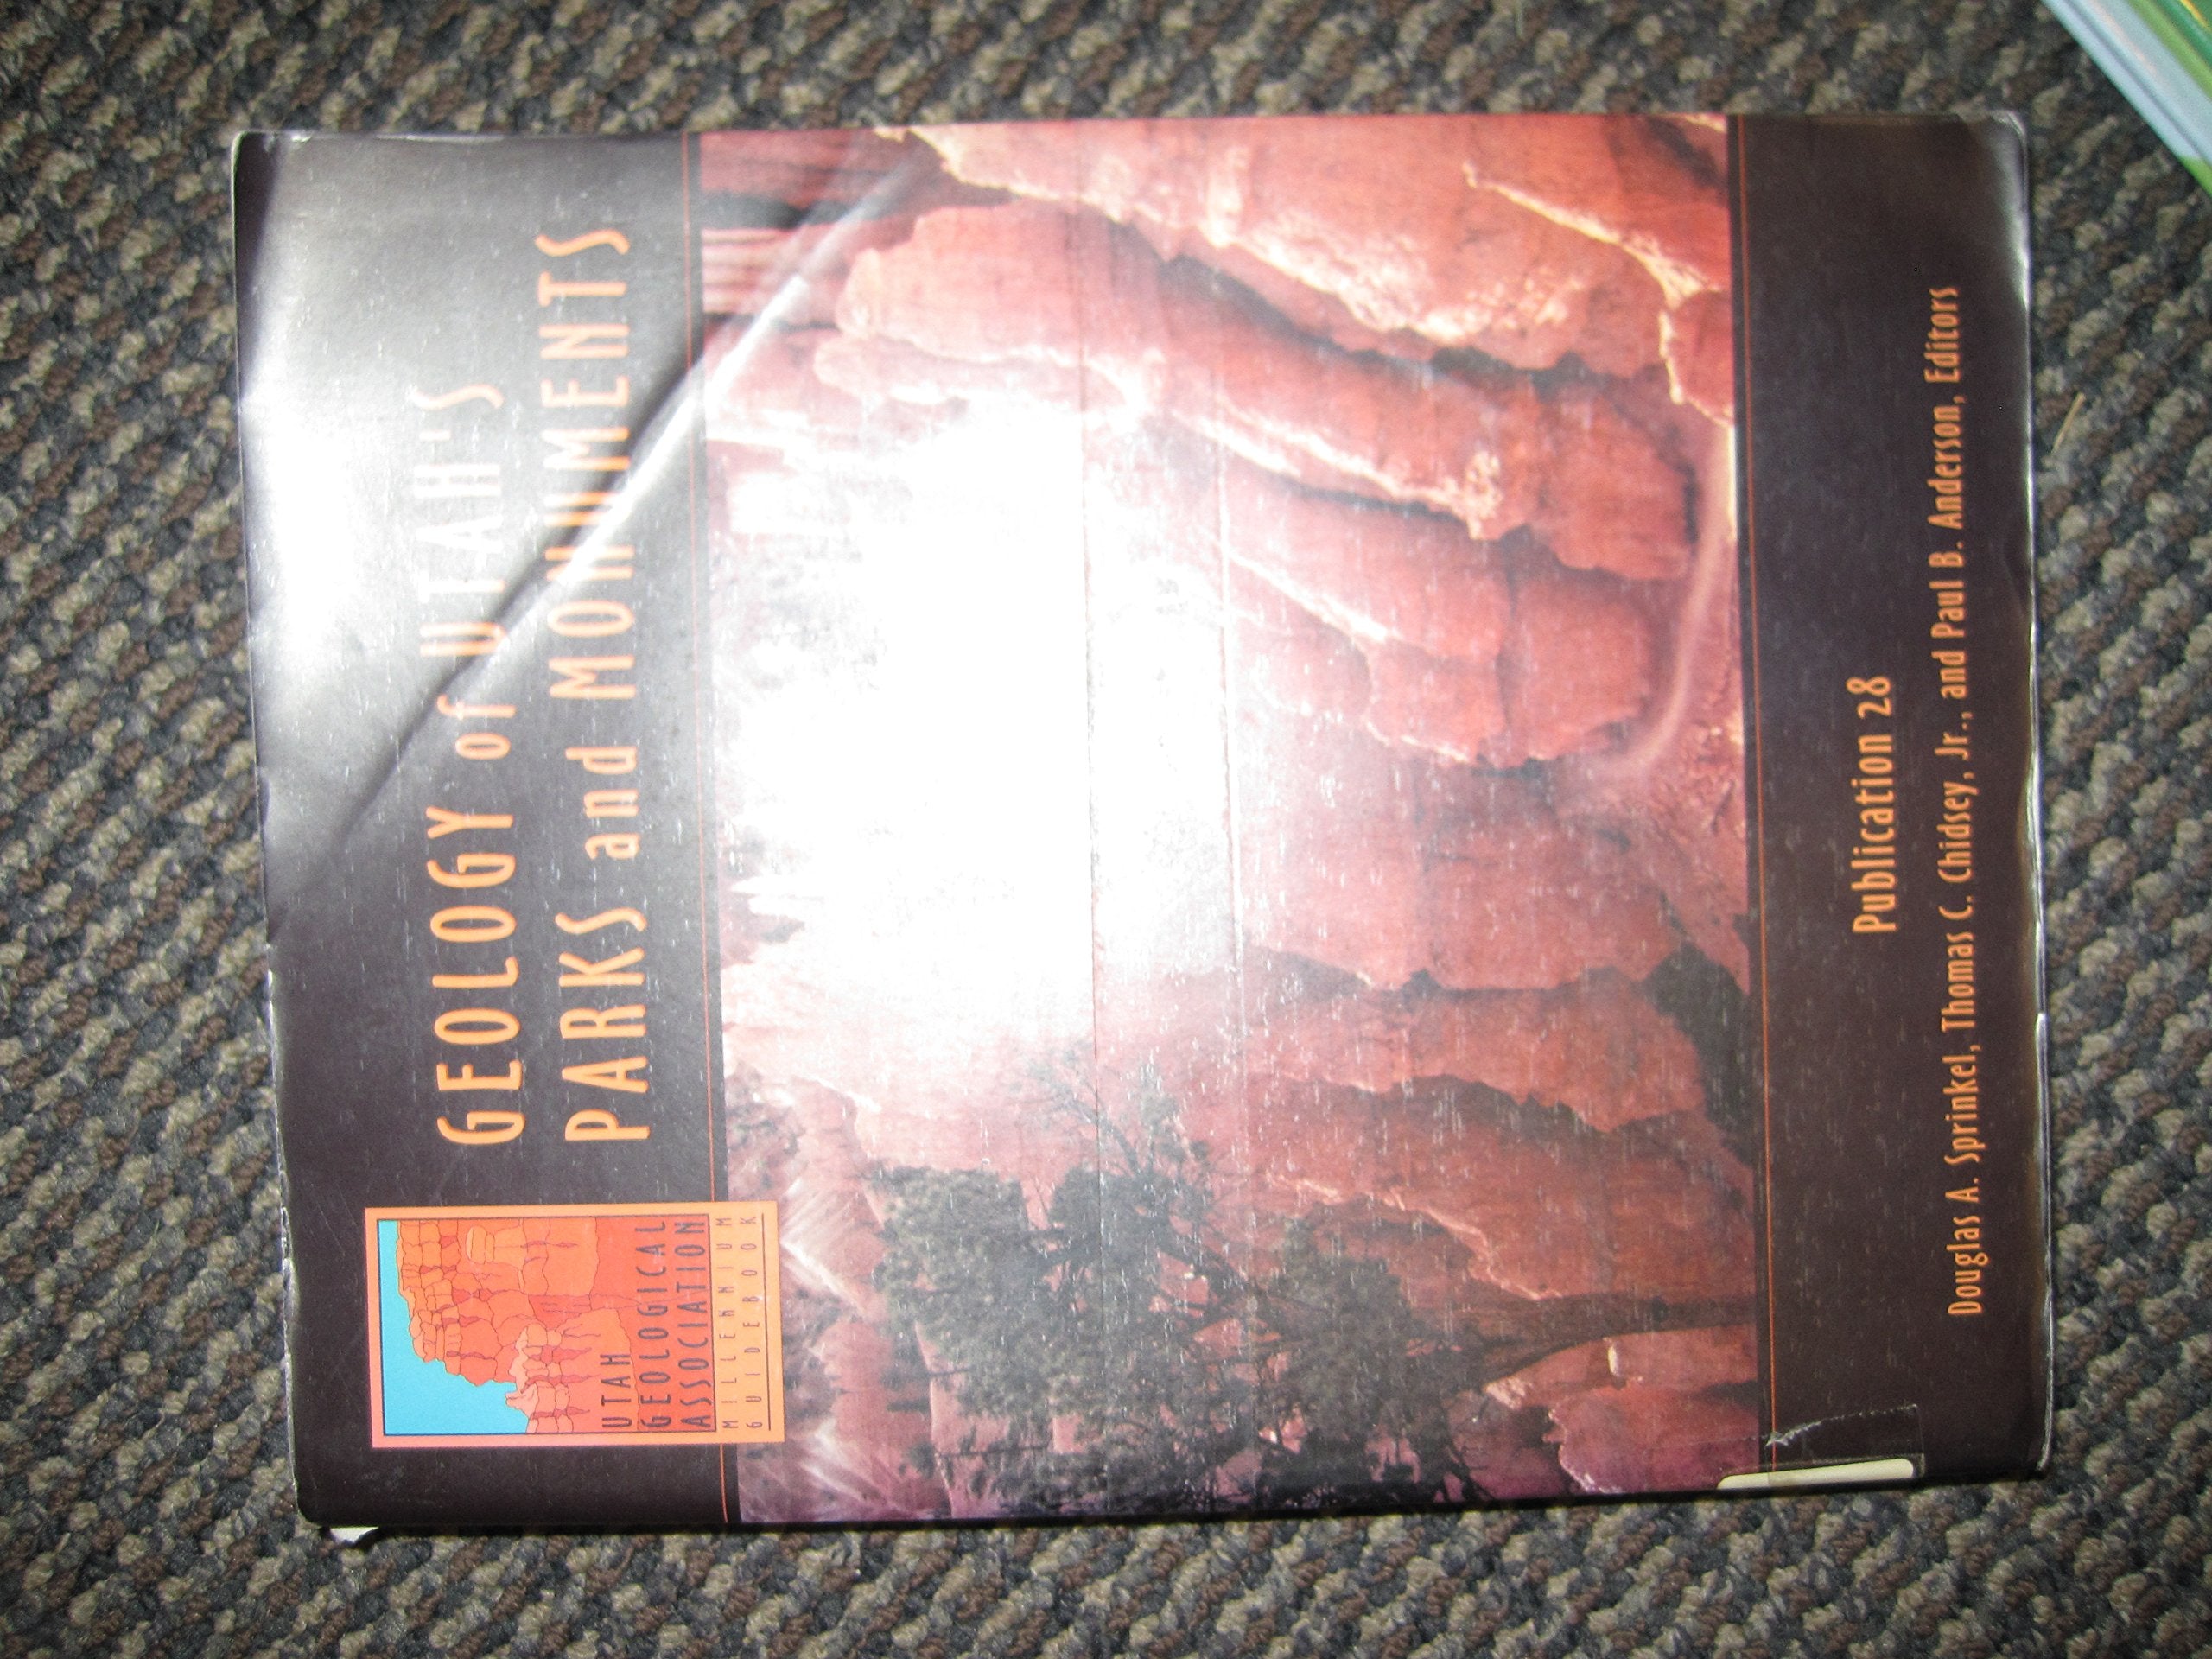 GEOLOGY of UTAH'S
PARKS and MONUMENTS
UTAH
GEOLOGICAL
ASSOCIATION
MILLENNIUM
GUIDEBOOK
Publication 28
Douglas A. Sprinkel, Thomas C. Chidsey, Jr., and Paul B. Anderson, Editors